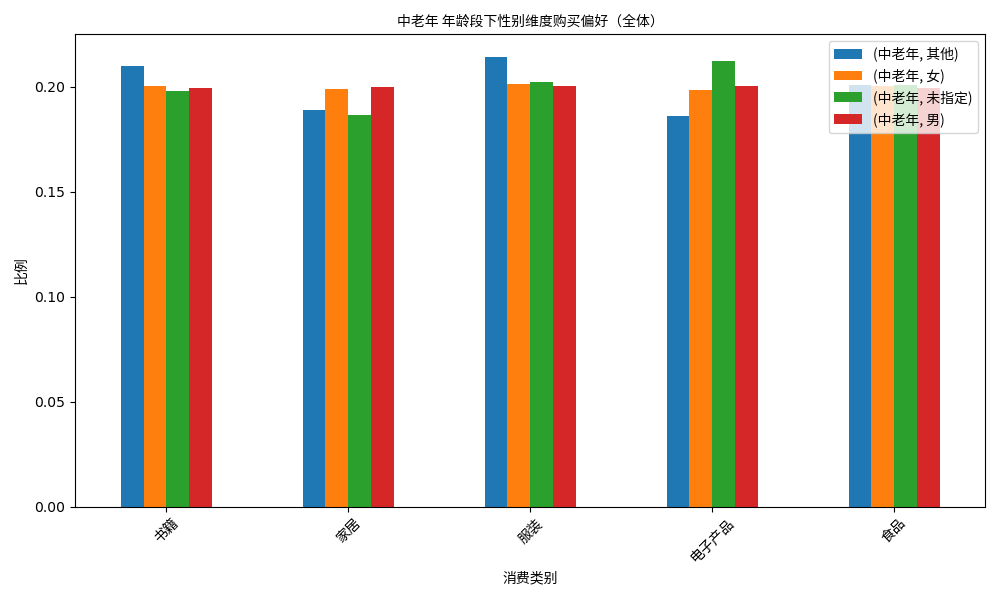 中老年 年龄段下性别维度购买偏好（全体）
(中老年, 其他)
(中老年, 女)
(中老年, 未指定)
(中老年, 男)
比例
0.20
0.15
0.10
0.05
0.00
书籍
家居
服装
电子产品
食品
消费类别